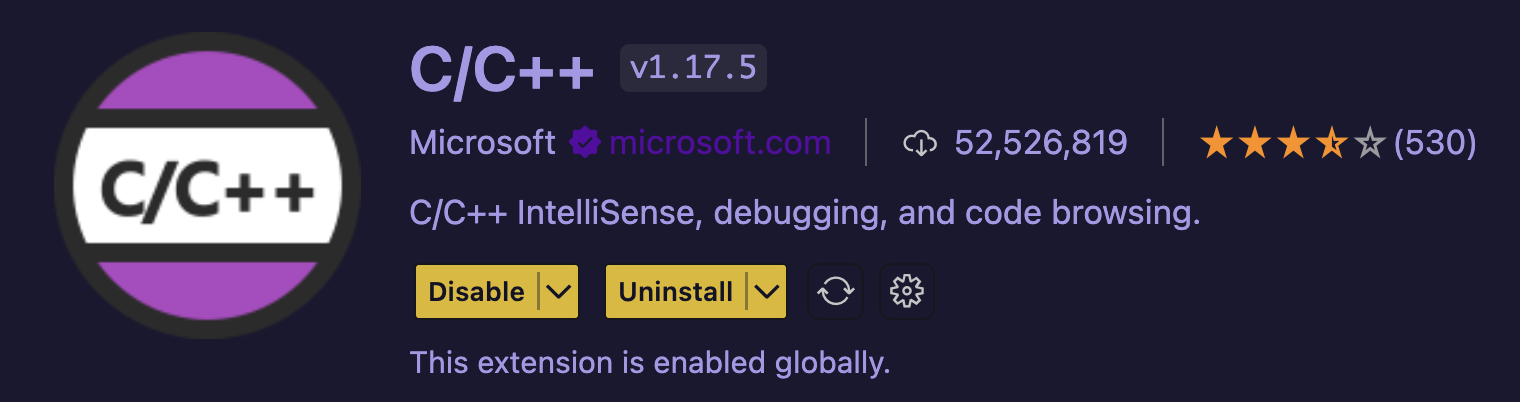 C/C++
C/C++ v1.17.5
Microsoft microsoft.com 52,526,819 (530)
C/C++ IntelliSense, debugging, and code browsing.
Disable Uninstall
This extension is enabled globally.